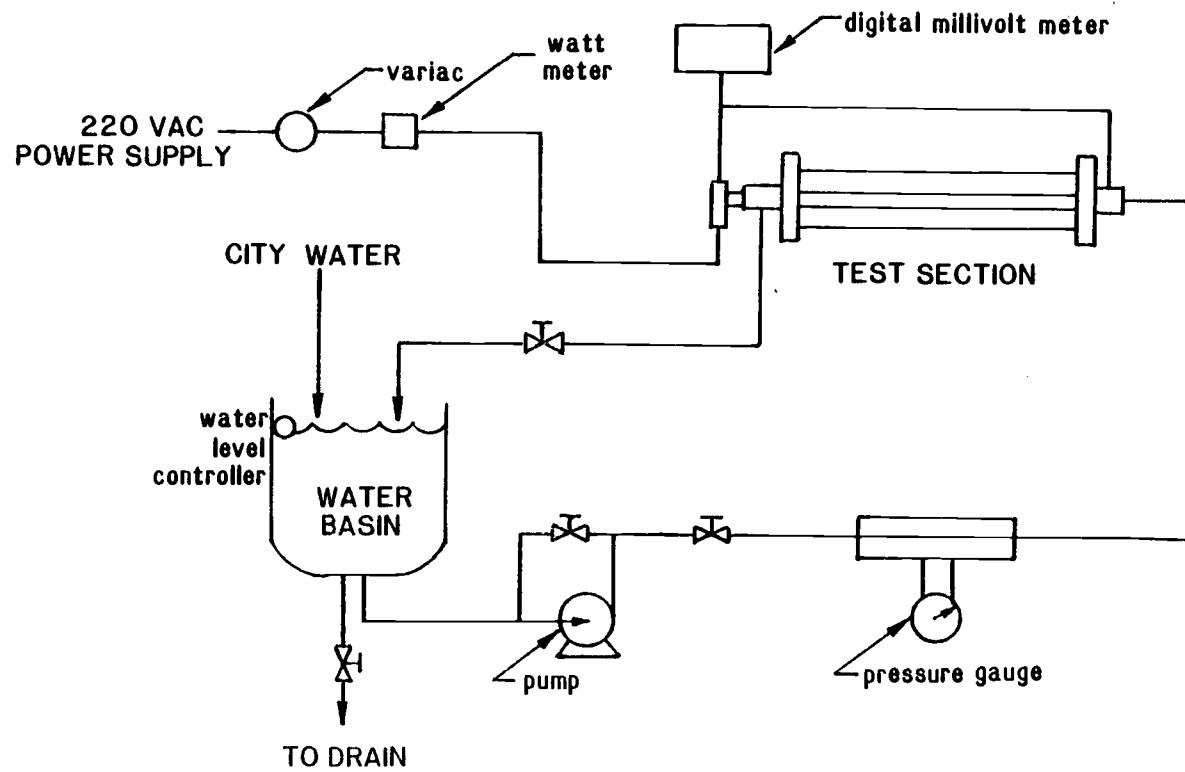 digital millivolt meter
watt
meter
variac
220 VAC
POWER SUPPLY
CITY WATER
TEST SECTION
water
level
controller
WATER
BASIN
pump
pressure gauge
TO DRAIN